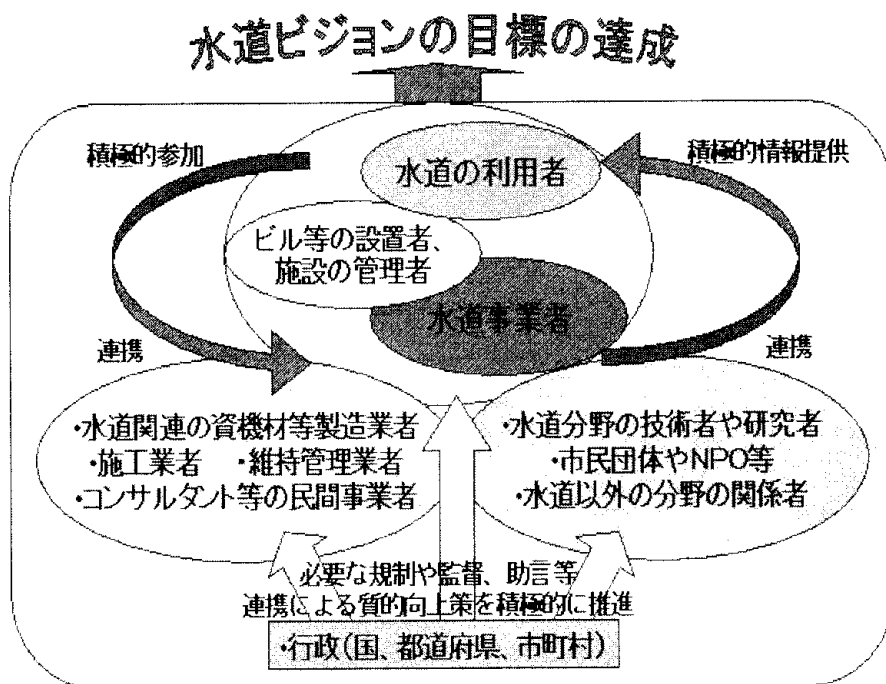 水道ビジョンの目標の達成
積極的参加
積極的情報提供
水道の利用者
ビル等の設置者、
施設の管理者
水道事業者
連携
連携
・水道関連の資機材等製造業者
・施工業者　・維持管理業者
・コンサルタント等の民間事業者
・水道分野の技術者や研究者
・市民団体やNPO等
・水道以外の分野の関係者
必要な規制や監督、助言等
連携による質的向上策を積極的に推進
・行政(国、都道府県、市町村)